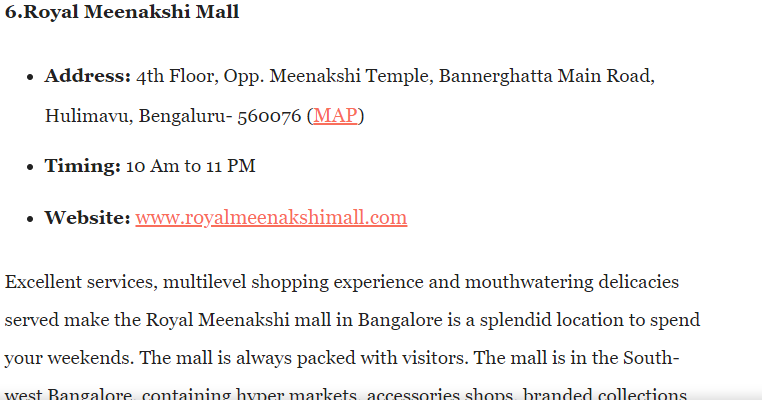 6.Royal Meenakshi Mall
• Address: 4th Floor, Opp. Meenakshi Temple, Bannerghatta Main Road,
Hulimavu, Bengaluru- 560076 (MAP)
• Timing: 10 Am to 11 PM
• Website: www.royalmeenakshimall.com
Excellent services, multilevel shopping experience and mouthwatering delicacies
served make the Royal Meenakshi mall in Bangalore is a splendid location to spend
your weekends. The mall is always packed with visitors. The mall is in the South-
west Bangalore, containing hyper markets, accessories shops, branded collections